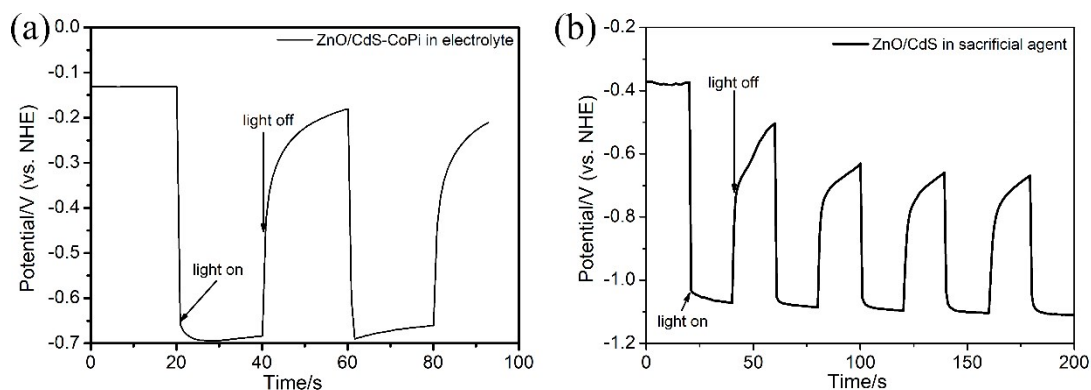 (a)
ZnO/CdS-CoPi in electrolyte
light off
light on
Potential/V (vs. NHE)
0.0
-0.1
-0.2
-0.3
-0.4
-0.5
-0.6
-0.7
0 20 40 60 80 100
Time/s
(b)
ZnO/CdS in sacrificial agent
light off
light on
Potential/V (vs. NHE)
-0.2
-0.4
-0.6
-0.8
-1.0
-1.2
0 50 100 150 200
Time/s